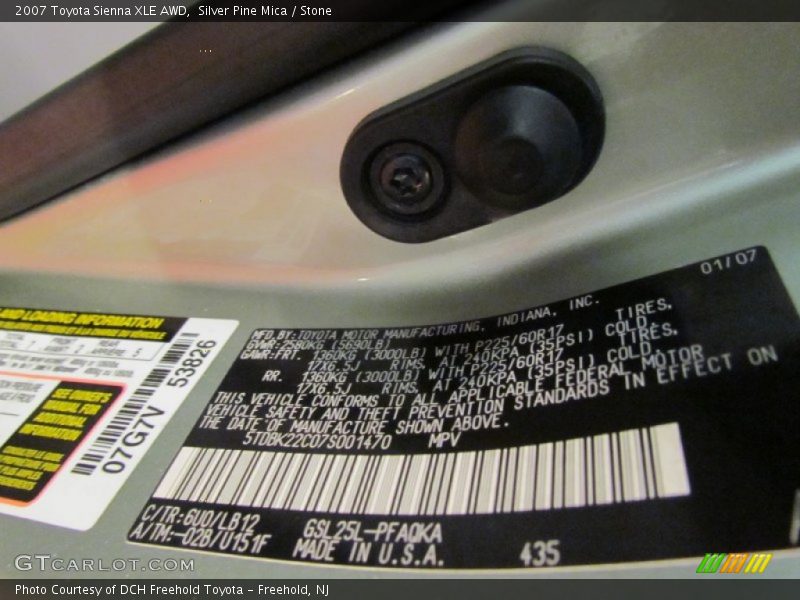 2007 Toyota Sienna XLE AWD,  Silver Pine Mica / Stone
01/07
MFD.BY:TOYOTA MOTOR MANUFACTURING, INDIANA, INC.
GVWR:2580KG (5690LB)
GAWR:FRT. 1360KG (3000LB) WITH P225/60R17 TIRES,
17X6.5J RIMS, AT 240KPA (35PSI) COLD.
RR. 1360KG (3000LB) WITH P225/60R17 TIRES,
17X6.5J RIMS, AT 240KPA (35PSI) COLD.
THIS VEHICLE CONFORMS TO ALL APPLICABLE FEDERAL MOTOR
VEHICLE SAFETY AND THEFT PREVENTION STANDARDS IN EFFECT ON
THE DATE OF MANUFACTURE SHOWN ABOVE.
5TDBK22C07S001470 MPV
C/TR:6U0/LB12
A/TM:-02B/U151F
GSL25L-PFAQKA
MADE IN U.S.A.
435
AND LOADING INFORMATION
SEE OWNER'S
MANUAL FOR
ADDITIONAL
INFORMATION
07G7V 53826
GTCARLOT.COM
Photo Courtesy of DCH Freehold Toyota - Freehold, NJ